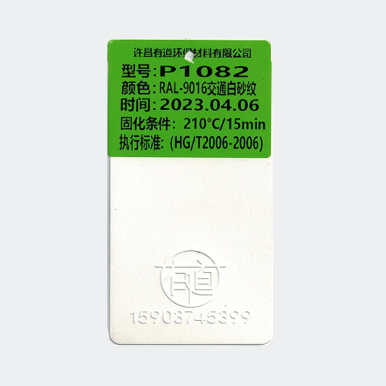 许昌有道环保材料有限公司
型号:P1082
颜色:RAL-9016交通白砂纹
时间:2023.04.06
固化条件: 210°C/15min
执行标准: (HG/T2006-2006)
有道
15903745399